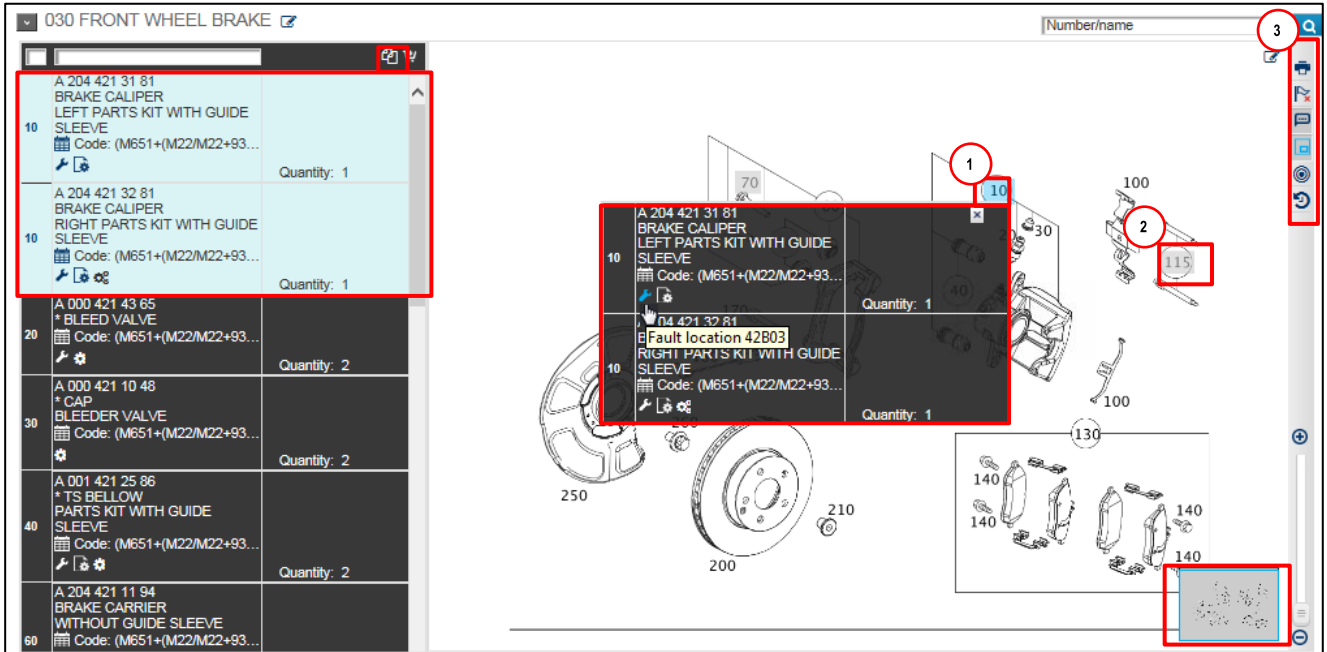 030 FRONT WHEEL BRAKE
Number/name
3
A 204 421 31 81
BRAKE CALIPER
LEFT PARTS KIT WITH GUIDE
SLEEVE
10
Code: (M651+(M22/M22+93...
Quantity: 1
A 204 421 32 81
BRAKE CALIPER
RIGHT PARTS KIT WITH GUIDE
SLEEVE
10
Code: (M651+(M22/M22+93...
Quantity: 1
A 000 421 43 65
* BLEED VALVE
20
Code: (M651+(M22/M22+93...
Quantity: 2
A 000 421 10 48
* CAP
BLEEDER VALVE
30
Code: (M651+(M22/M22+93...
Quantity: 2
A 001 421 25 86
* TS BELLOW
PARTS KIT WITH GUIDE
SLEEVE
40
Code: (M651+(M22/M22+93...
Quantity: 2
A 204 421 11 94
BRAKE CARRIER
WITHOUT GUIDE SLEEVE
60
Code: (M651+(M22/M22+93...
1
70
10
100
2
30
115
40
A 204 421 31 81
BRAKE CALIPER
LEFT PARTS KIT WITH GUIDE
SLEEVE
10
Code: (M651+(M22/M22+93...
Quantity: 1
04 421 32 81
Fault location 42B03
RIGHT PARTS KIT WITH GUIDE
SLEEVE
10
Code: (M651+(M22/M22+93...
Quantity: 1
100
130
140
140
140
140
250
210
200